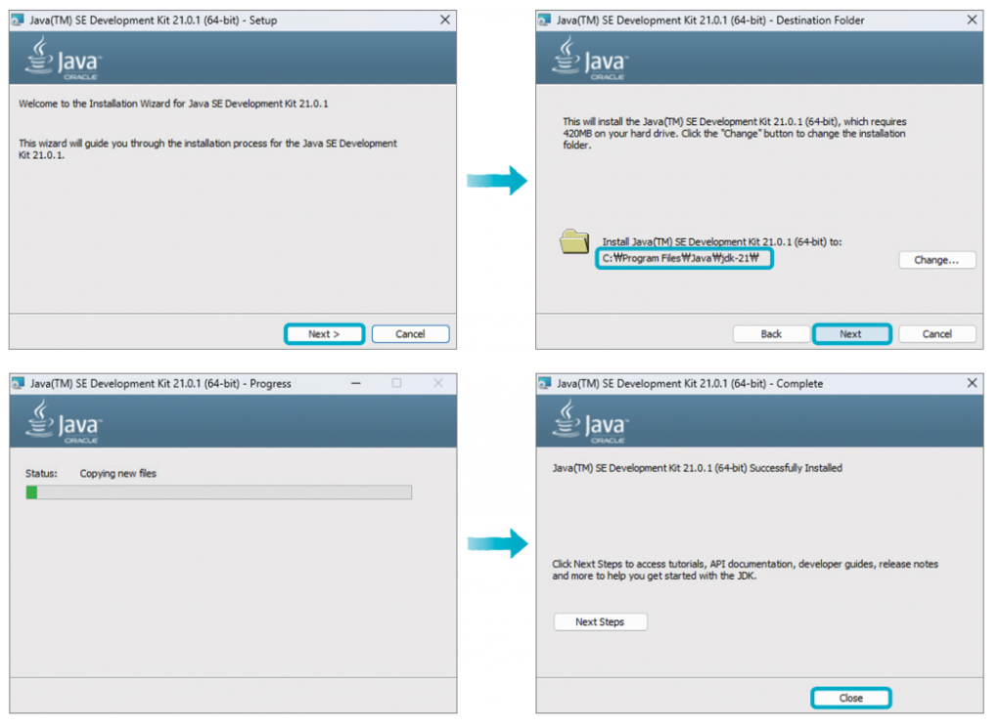 Java(TM) SE Development Kit 21.0.1 (64-bit) - Setup
Java™
ORACLE
Welcome to the Installation Wizard for Java SE Development Kit 21.0.1
This wizard will guide you through the installation process for the Java SE Development
Kit 21.0.1.
Next >
Cancel
Java(TM) SE Development Kit 21.0.1 (64-bit) - Destination Folder
Java™
ORACLE
This will install the Java(TM) SE Development Kit 21.0.1 (64-bit), which requires
420MB on your hard drive. Click the "Change" button to change the installation
folder.
Install Java(TM) SE Development Kit 21.0.1 (64-bit) to:
C:₩Program Files₩Java₩jdk-21₩
Change...
Back
Next
Cancel
Java(TM) SE Development Kit 21.0.1 (64-bit) - Progress
Java™
ORACLE
Status: Copying new files
Java(TM) SE Development Kit 21.0.1 (64-bit) - Complete
Java™
ORACLE
Java(TM) SE Development Kit 21.0.1 (64-bit) Successfully Installed
Click Next Steps to access tutorials, API documentation, developer guides, release notes
and more to help you get started with the JDK.
Next Steps
Close